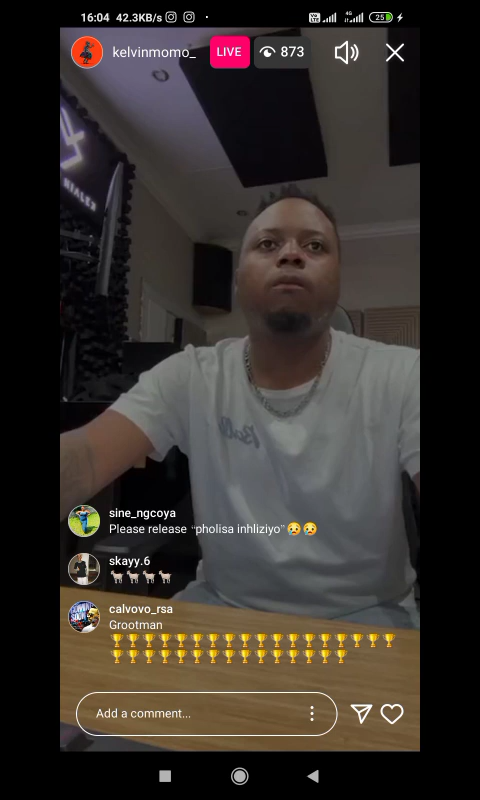 16:04 42.3KB/s
4G 25
kelvinmomo_ LIVE 873
sine_ngcoya
Please release “pholisa inhliziyo”😢😢
skayy.6
🐐🐐🐐🐐
calvovo_rsa
Grootman
🏆🏆🏆🏆🏆🏆🏆🏆🏆🏆🏆🏆🏆🏆🏆🏆🏆🏆
🏆🏆🏆🏆🏆🏆🏆🏆🏆🏆🏆🏆🏆🏆🏆
Add a comment...